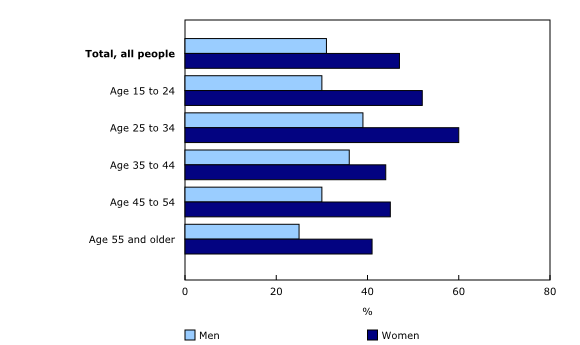 Total, all people
Age 15 to 24
Age 25 to 34
Age 35 to 44
Age 45 to 54
Age 55 and older
0 20 40 60 80
%
Men Women